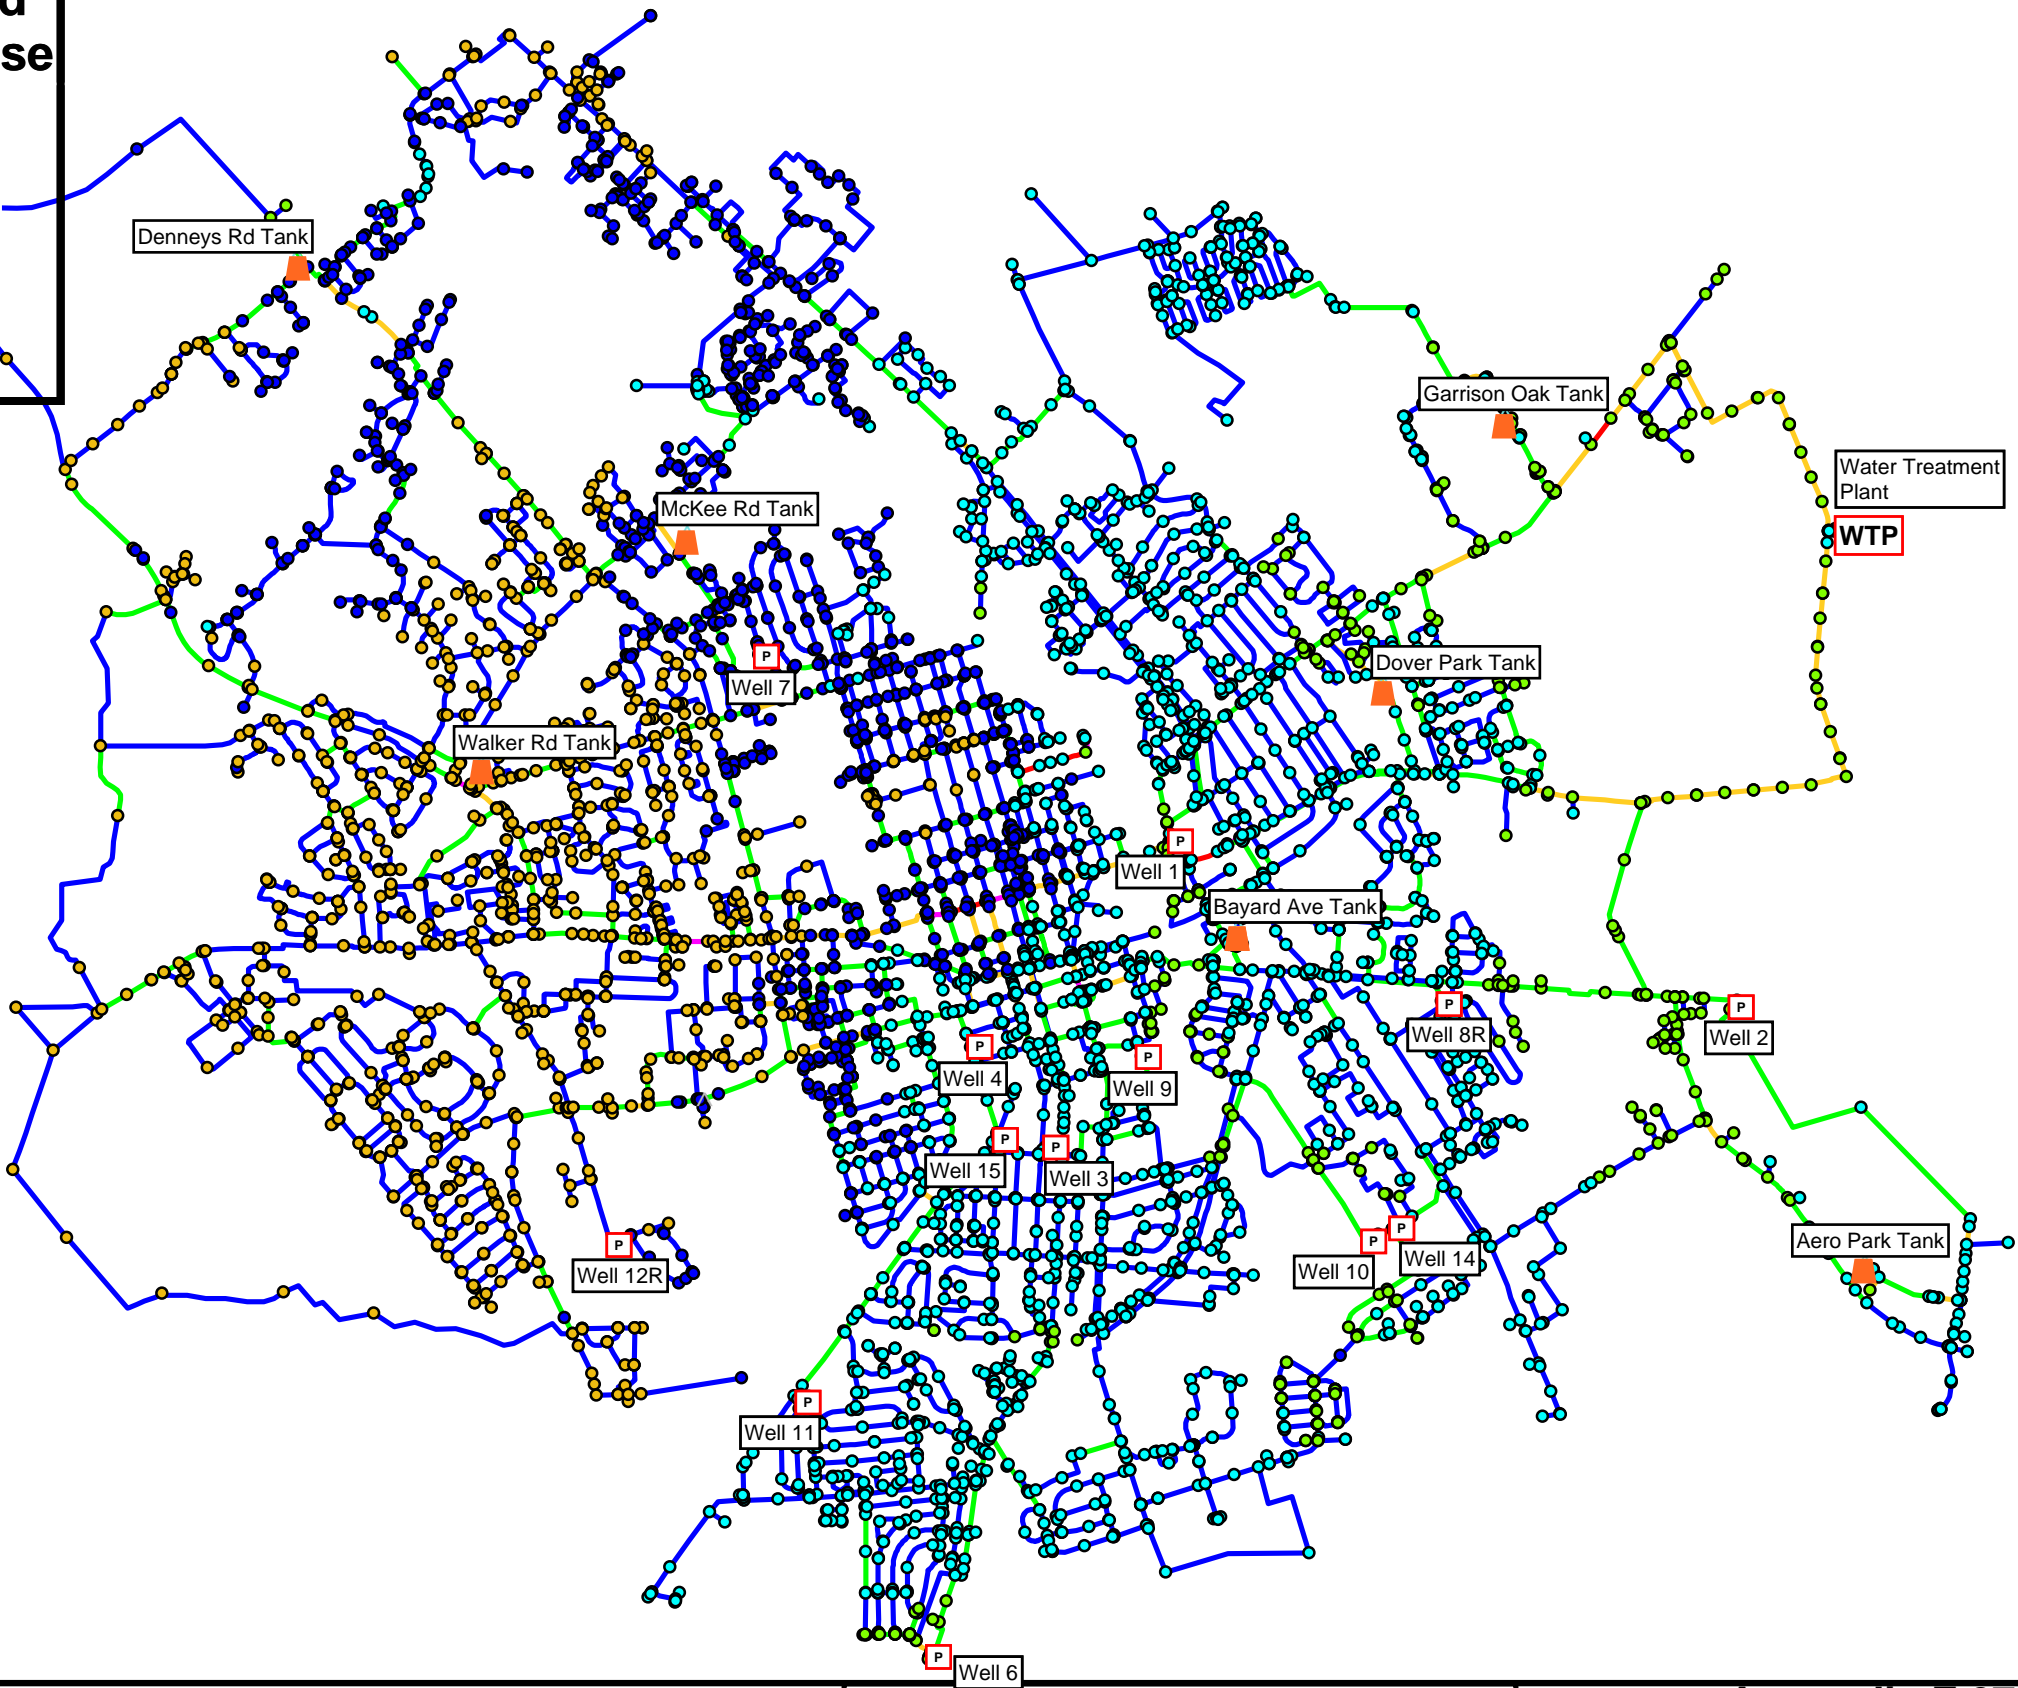 se
Denneys Rd Tank
Garrison Oak Tank
Water Treatment
Plant
WTP
McKee Rd Tank
P
Well 7
Dover Park Tank
Walker Rd Tank
P
Well 1
Bayard Ave Tank
P
Well 8R
P
Well 2
P
Well 4
P
Well 9
P
Well 15
P
Well 3
P
Well 12R
P
Well 10
P
Well 14
Aero Park Tank
P
Well 11
P
Well 6